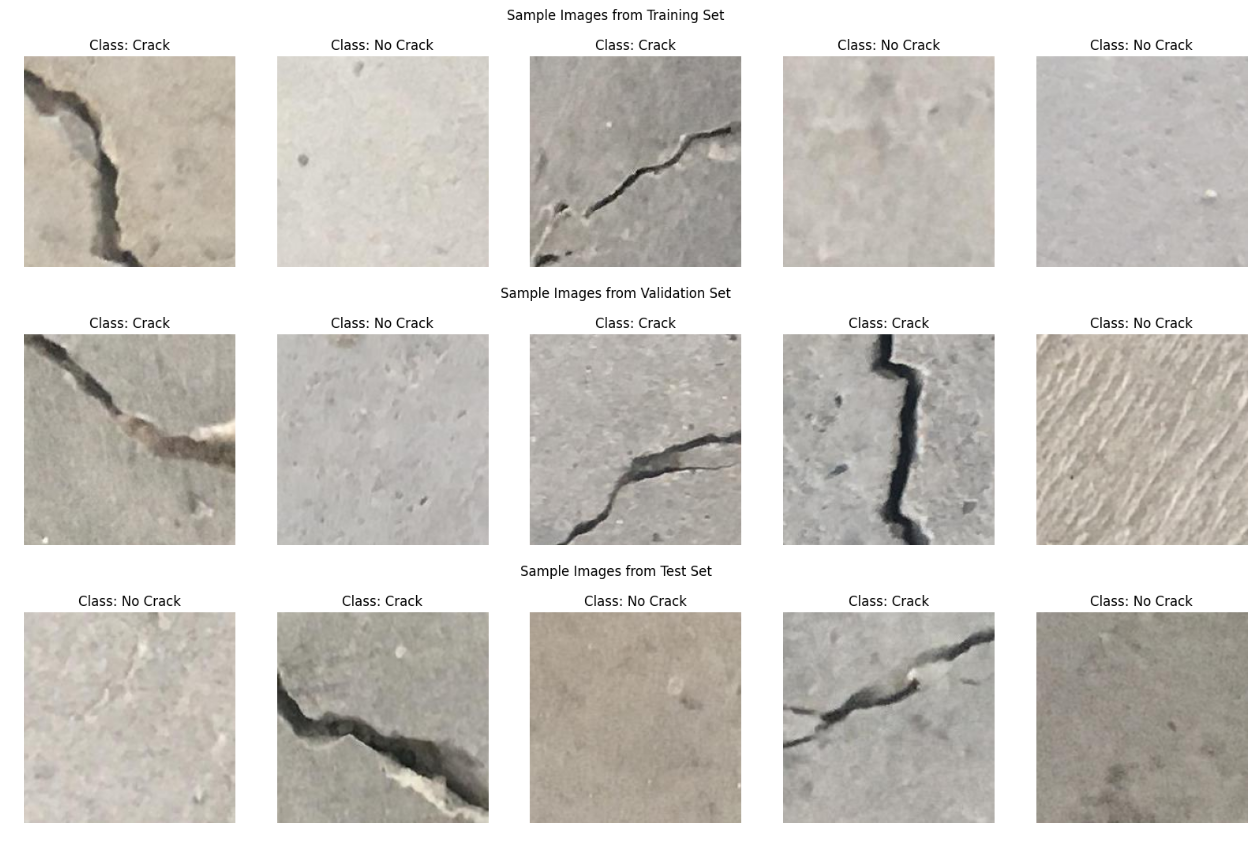 Sample Images from Training Set
Class: Crack Class: No Crack Class: Crack Class: No Crack Class: No Crack
Sample Images from Validation Set
Class: Crack Class: No Crack Class: Crack Class: Crack Class: No Crack
Sample Images from Test Set
Class: No Crack Class: Crack Class: No Crack Class: Crack Class: No Crack